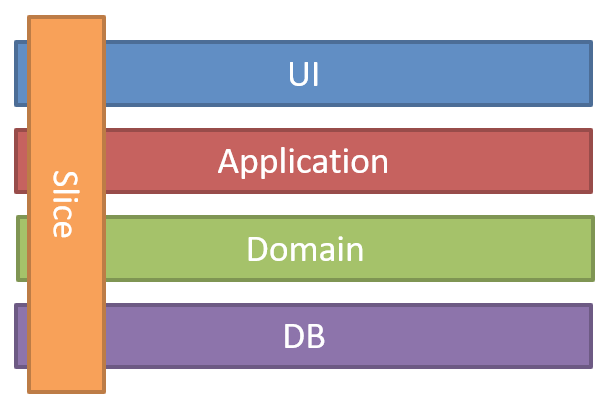 UI
Application
Slice
Domain
DB